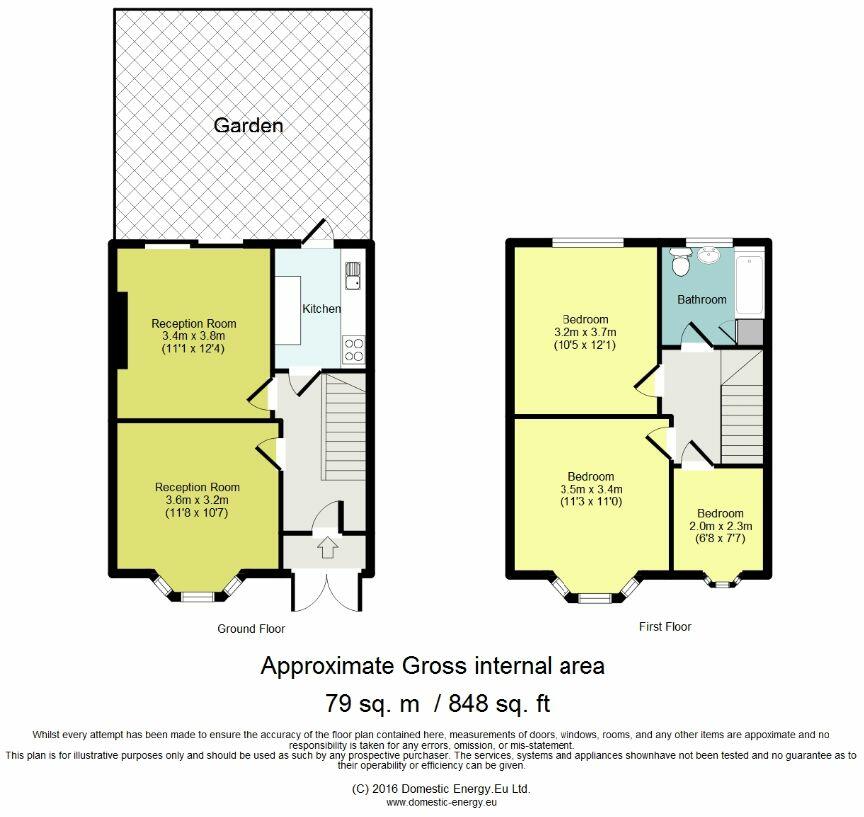 Garden
Kitchen
Reception Room
3.4m x 3.8m
(11'1 x 12'4)
Reception Room
3.6m x 3.2m
(11'8 x 10'7)
Ground Floor
Bedroom
3.2m x 3.7m
(10'5 x 12'1)
Bathroom
Bedroom
3.5m x 3.4m
(11'3 x 11'0)
Bedroom
2.0m x 2.3m
(6'8 x 7'7)
First Floor
Approximate Gross internal area
79 sq. m / 848 sq. ft
Whilst every attempt has been made to ensure the accuracy of the floor plan contained here, measurements of doors, windows, rooms, and any other items are appoximate and no
responsibility is taken for any errors, omission, or mis-statement.
This plan is for illustrative purposes only and should be used as such by any prospective purchaser. The services, systems and appliances shownhave not been tested and no guarantee as to
their operability or efficiency can be given.
(C) 2016 Domestic Energy.Eu Ltd.
www.domestic-energy.eu